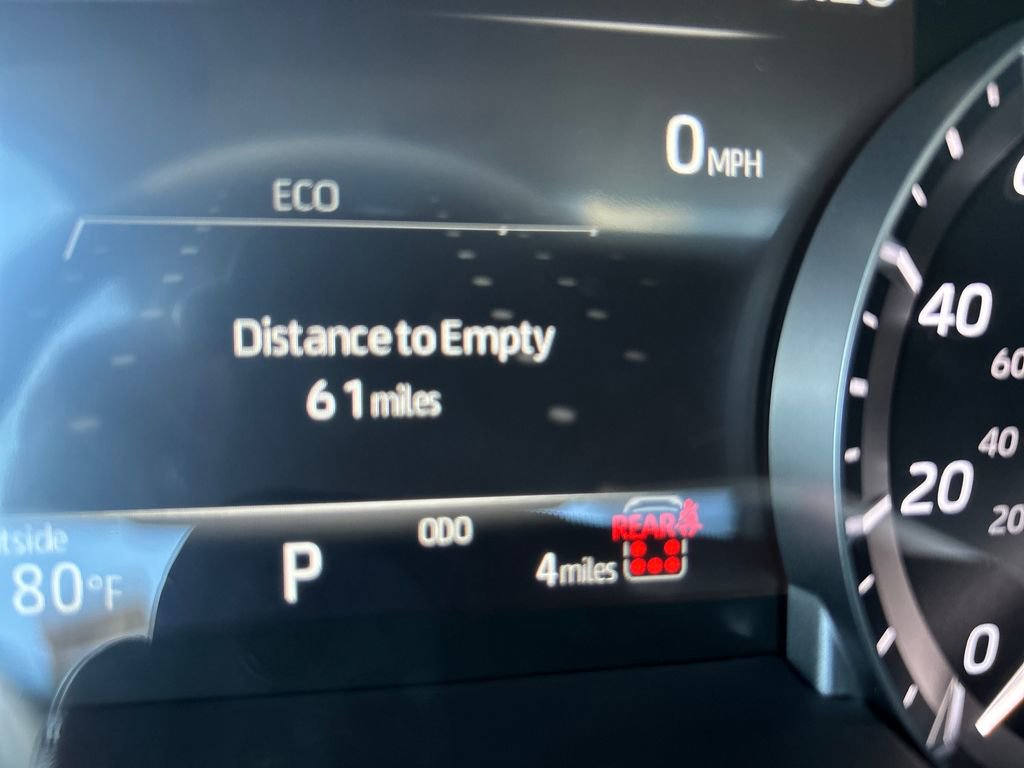 0 MPH
ECO
Distance to Empty
61 miles
ODO
REAR
4 miles
P
80°F
40
60
40
20
20
0